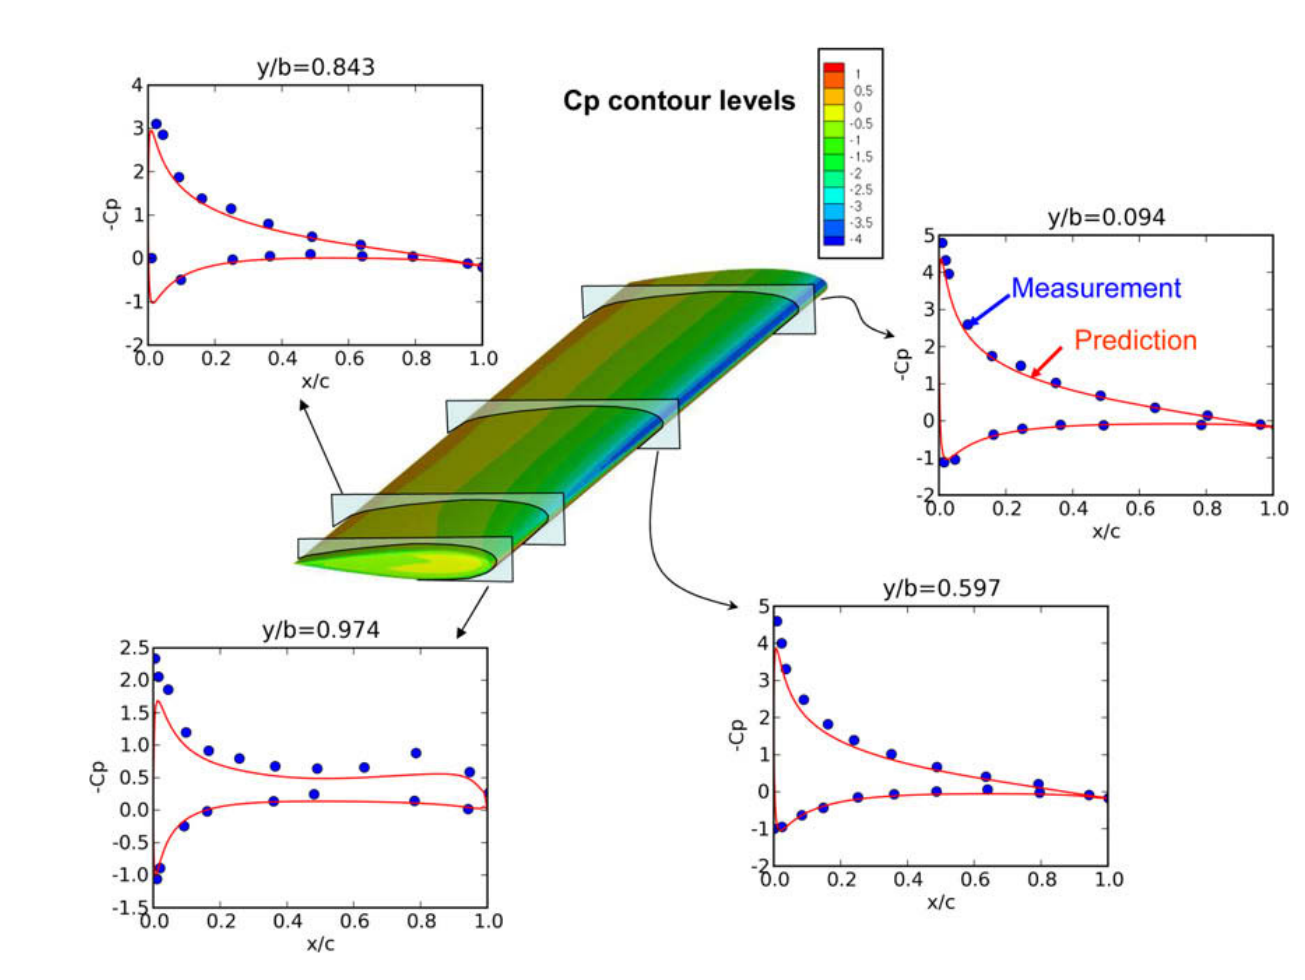 y/b=0.843
4
3
2
1
0
-1
-2
0.0 0.2 0.4 0.6 0.8 1.0
-Cp
x/c
Cp contour levels
1
0.5
0
-0.5
-1
-1.5
-2
-2.5
-3
-3.5
-4
y/b=0.094
5
4
3
2
1
0
-1
-2
0.0 0.2 0.4 0.6 0.8 1.0
-Cp
x/c
Measurement
Prediction
y/b=0.974
2.5
2.0
1.5
1.0
0.5
0.0
-0.5
-1.0
-1.5
0.0 0.2 0.4 0.6 0.8 1.0
-Cp
x/c
y/b=0.597
5
4
3
2
1
0
-1
-2
0.0 0.2 0.4 0.6 0.8 1.0
-Cp
x/c